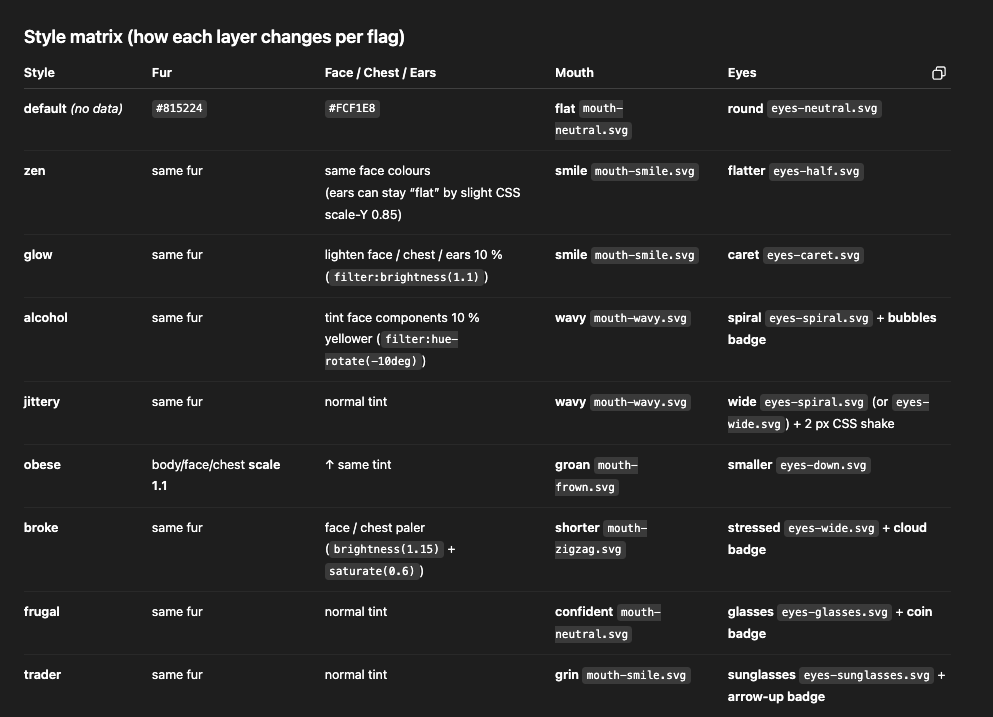 Style matrix (how each layer changes per flag)
Style Fur Face / Chest / Ears Mouth Eyes
default (no data) #815224 #FCF1E8 flat mouth- round eyes-neutral.svg
neutral.svg
zen same fur same face colours smile mouth-smile.svg flatter eyes-half.svg
(ears can stay “flat” by slight CSS
scale-Y 0.85)
glow same fur lighten face / chest / ears 10 % smile mouth-smile.svg caret eyes-caret.svg
(filter:brightness(1.1))
alcohol same fur tint face components 10 % wavy mouth-wavy.svg spiral eyes-spiral.svg + bubbles
yellower (filter:hue- badge
rotate(-10deg))
jittery same fur normal tint wavy mouth-wavy.svg wide eyes-spiral.svg (or eyes-
wide.svg) + 2 px CSS shake
obese body/face/chest scale ↑ same tint groan mouth- smaller eyes-down.svg
1.1 frown.svg
broke same fur face / chest paler shorter mouth- stressed eyes-wide.svg + cloud
(brightness(1.15) + zigzag.svg badge
saturate(0.6))
frugal same fur normal tint confident mouth- glasses eyes-glasses.svg + coin
neutral.svg badge
trader same fur normal tint grin mouth-smile.svg sunglasses eyes-sunglasses.svg +
arrow-up badge